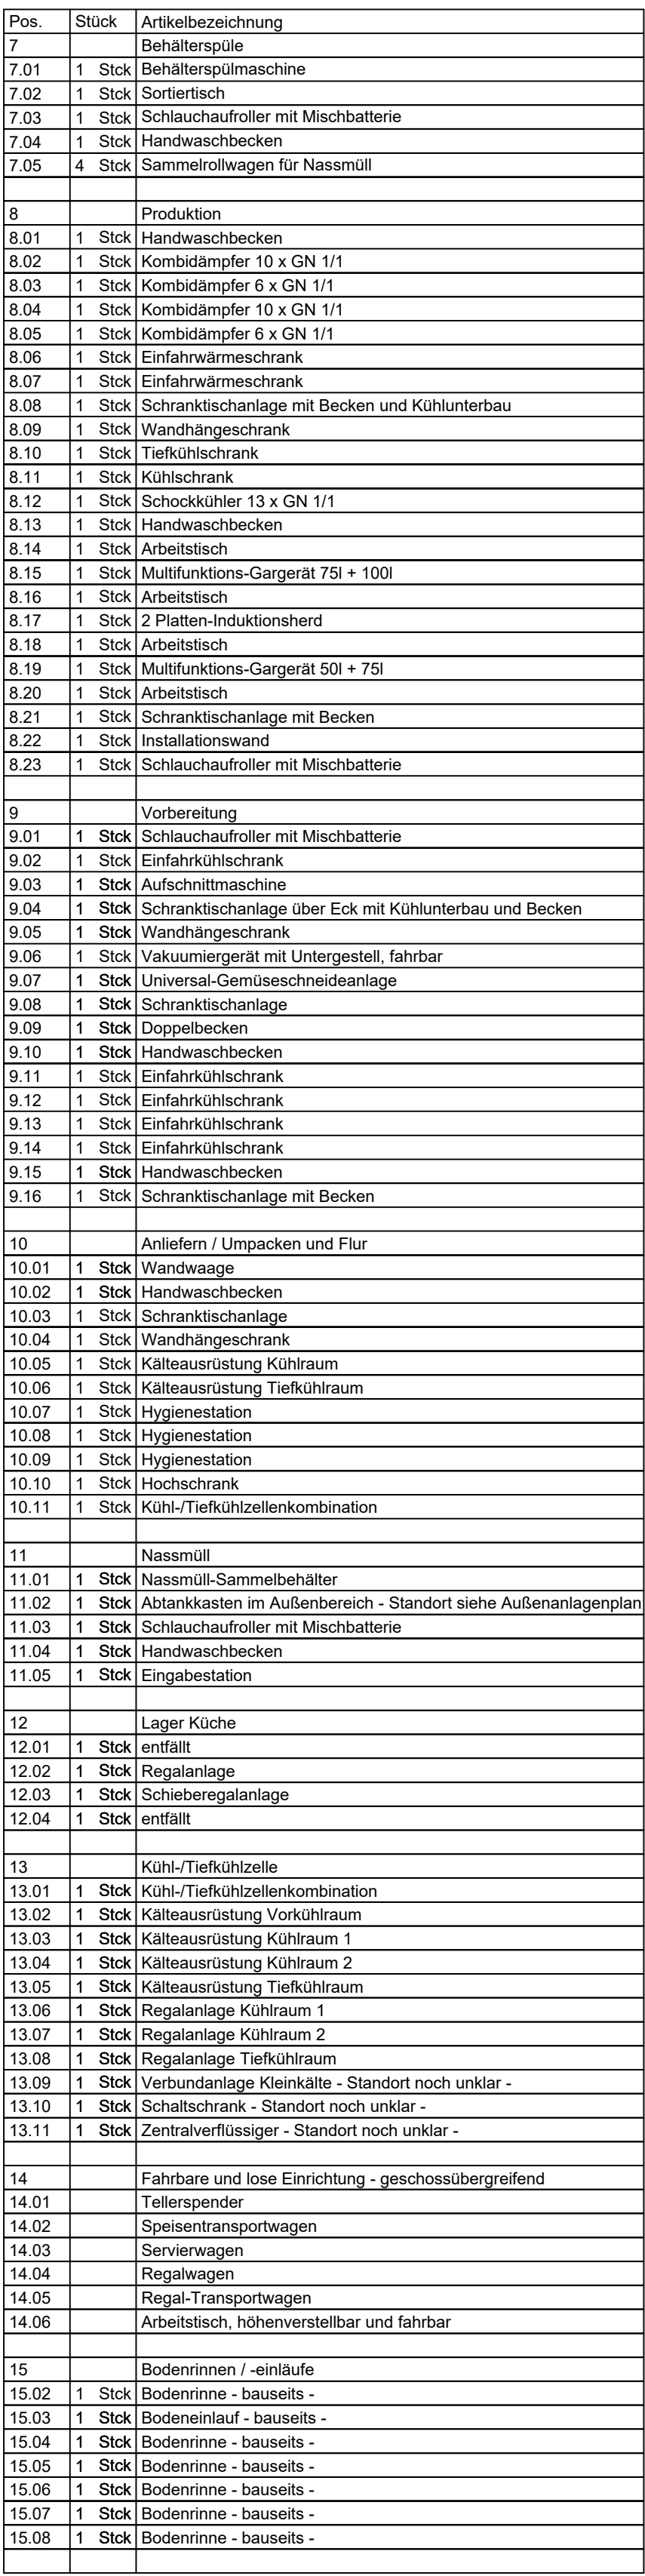 Pos. Stück Artikelbezeichnung
7 Behälterspüle
7.01 1 Stck Behälterspülmaschine
7.02 1 Stck Sortiertisch
7.03 1 Stck Schlauchaufroller mit Mischbatterie
7.04 1 Stck Handwaschbecken
7.05 4 Stck Sammelrollwagen für Nassmüll
8 Produktion
8.01 1 Stck Handwaschbecken
8.02 1 Stck Kombidämpfer 10 x GN 1/1
8.03 1 Stck Kombidämpfer 6 x GN 1/1
8.04 1 Stck Kombidämpfer 10 x GN 1/1
8.05 1 Stck Kombidämpfer 6 x GN 1/1
8.06 1 Stck Einfahrwärmeschrank
8.07 1 Stck Einfahrwärmeschrank
8.08 1 Stck Schranktischanlage mit Becken und Kühlunterbau
8.09 1 Stck Wandhängeschrank
8.10 1 Stck Tiefkühlschrank
8.11 1 Stck Kühlschrank
8.12 1 Stck Schockkühler 13 x GN 1/1
8.13 1 Stck Handwaschbecken
8.14 1 Stck Arbeitstisch
8.15 1 Stck Multifunktions-Gargerät 75l + 100l
8.16 1 Stck Arbeitstisch
8.17 1 Stck 2 Platten-Induktionsherd
8.18 1 Stck Arbeitstisch
8.19 1 Stck Multifunktions-Gargerät 50l + 75l
8.20 1 Stck Arbeitstisch
8.21 1 Stck Schranktischanlage mit Becken
8.22 1 Stck Installationswand
8.23 1 Stck Schlauchaufroller mit Mischbatterie
9 Vorbereitung
9.01 1 Stck Schlauchaufroller mit Mischbatterie
9.02 1 Stck Einfahrkühlschrank
9.03 1 Stck Aufschnittmaschine
9.04 1 Stck Schranktischanlage über Eck mit Kühlunterbau und Becken
9.05 1 Stck Wandhängeschrank
9.06 1 Stck Vakuumiergerät mit Untergestell, fahrbar
9.07 1 Stck Universal-Gemüseschneideanlage
9.08 1 Stck Schranktischanlage
9.09 1 Stck Doppelbecken
9.10 1 Stck Handwaschbecken
9.11 1 Stck Einfahrkühlschrank
9.12 1 Stck Einfahrkühlschrank
9.13 1 Stck Einfahrkühlschrank
9.14 1 Stck Einfahrkühlschrank
9.15 1 Stck Handwaschbecken
9.16 1 Stck Schranktischanlage mit Becken
10 Anliefern / Umpacken und Flur
10.01 1 Stck Wandwaage
10.02 1 Stck Handwaschbecken
10.03 1 Stck Schranktischanlage
10.04 1 Stck Wandhängeschrank
10.05 1 Stck Kälteausrüstung Kühlraum
10.06 1 Stck Kälteausrüstung Tiefkühlraum
10.07 1 Stck Hygienestation
10.08 1 Stck Hygienestation
10.09 1 Stck Hygienestation
10.10 1 Stck Hochschrank
10.11 1 Stck Kühl-/Tiefkühlzellenkombination
11 Nassmüll
11.01 1 Stck Nassmüll-Sammelbehälter
11.02 1 Stck Abtankkasten im Außenbereich - Standort siehe Außenanlagenplan
11.03 1 Stck Schlauchaufroller mit Mischbatterie
11.04 1 Stck Handwaschbecken
11.05 1 Stck Eingabestation
12 Lager Küche
12.01 1 Stck entfällt
12.02 1 Stck Regalanlage
12.03 1 Stck Schieberegalanlage
12.04 1 Stck entfällt
13 Kühl-/Tiefkühlzelle
13.01 1 Stck Kühl-/Tiefkühlzellenkombination
13.02 1 Stck Kälteausrüstung Vorkühlraum
13.03 1 Stck Kälteausrüstung Kühlraum 1
13.04 1 Stck Kälteausrüstung Kühlraum 2
13.05 1 Stck Kälteausrüstung Tiefkühlraum
13.06 1 Stck Regalanlage Kühlraum 1
13.07 1 Stck Regalanlage Kühlraum 2
13.08 1 Stck Regalanlage Tiefkühlraum
13.09 1 Stck Verbundanlage Kleinkälte - Standort noch unklar -
13.10 1 Stck Schaltschrank - Standort noch unklar -
13.11 1 Stck Zentralverflüssiger - Standort noch unklar -
14 Fahrbare und lose Einrichtung - geschossübergreifend
14.01 Tellerspender
14.02 Speisentransportwagen
14.03 Servierwagen
14.04 Regalwagen
14.05 Regal-Transportwagen
14.06 Arbeitstisch, höhenverstellbar und fahrbar
15 Bodenrinnen / -einläufe
15.02 1 Stck Bodenrinne - bauseits -
15.03 1 Stck Bodeneinlauf - bauseits -
15.04 1 Stck Bodenrinne - bauseits -
15.05 1 Stck Bodenrinne - bauseits -
15.06 1 Stck Bodenrinne - bauseits -
15.07 1 Stck Bodenrinne - bauseits -
15.08 1 Stck Bodenrinne - bauseits -